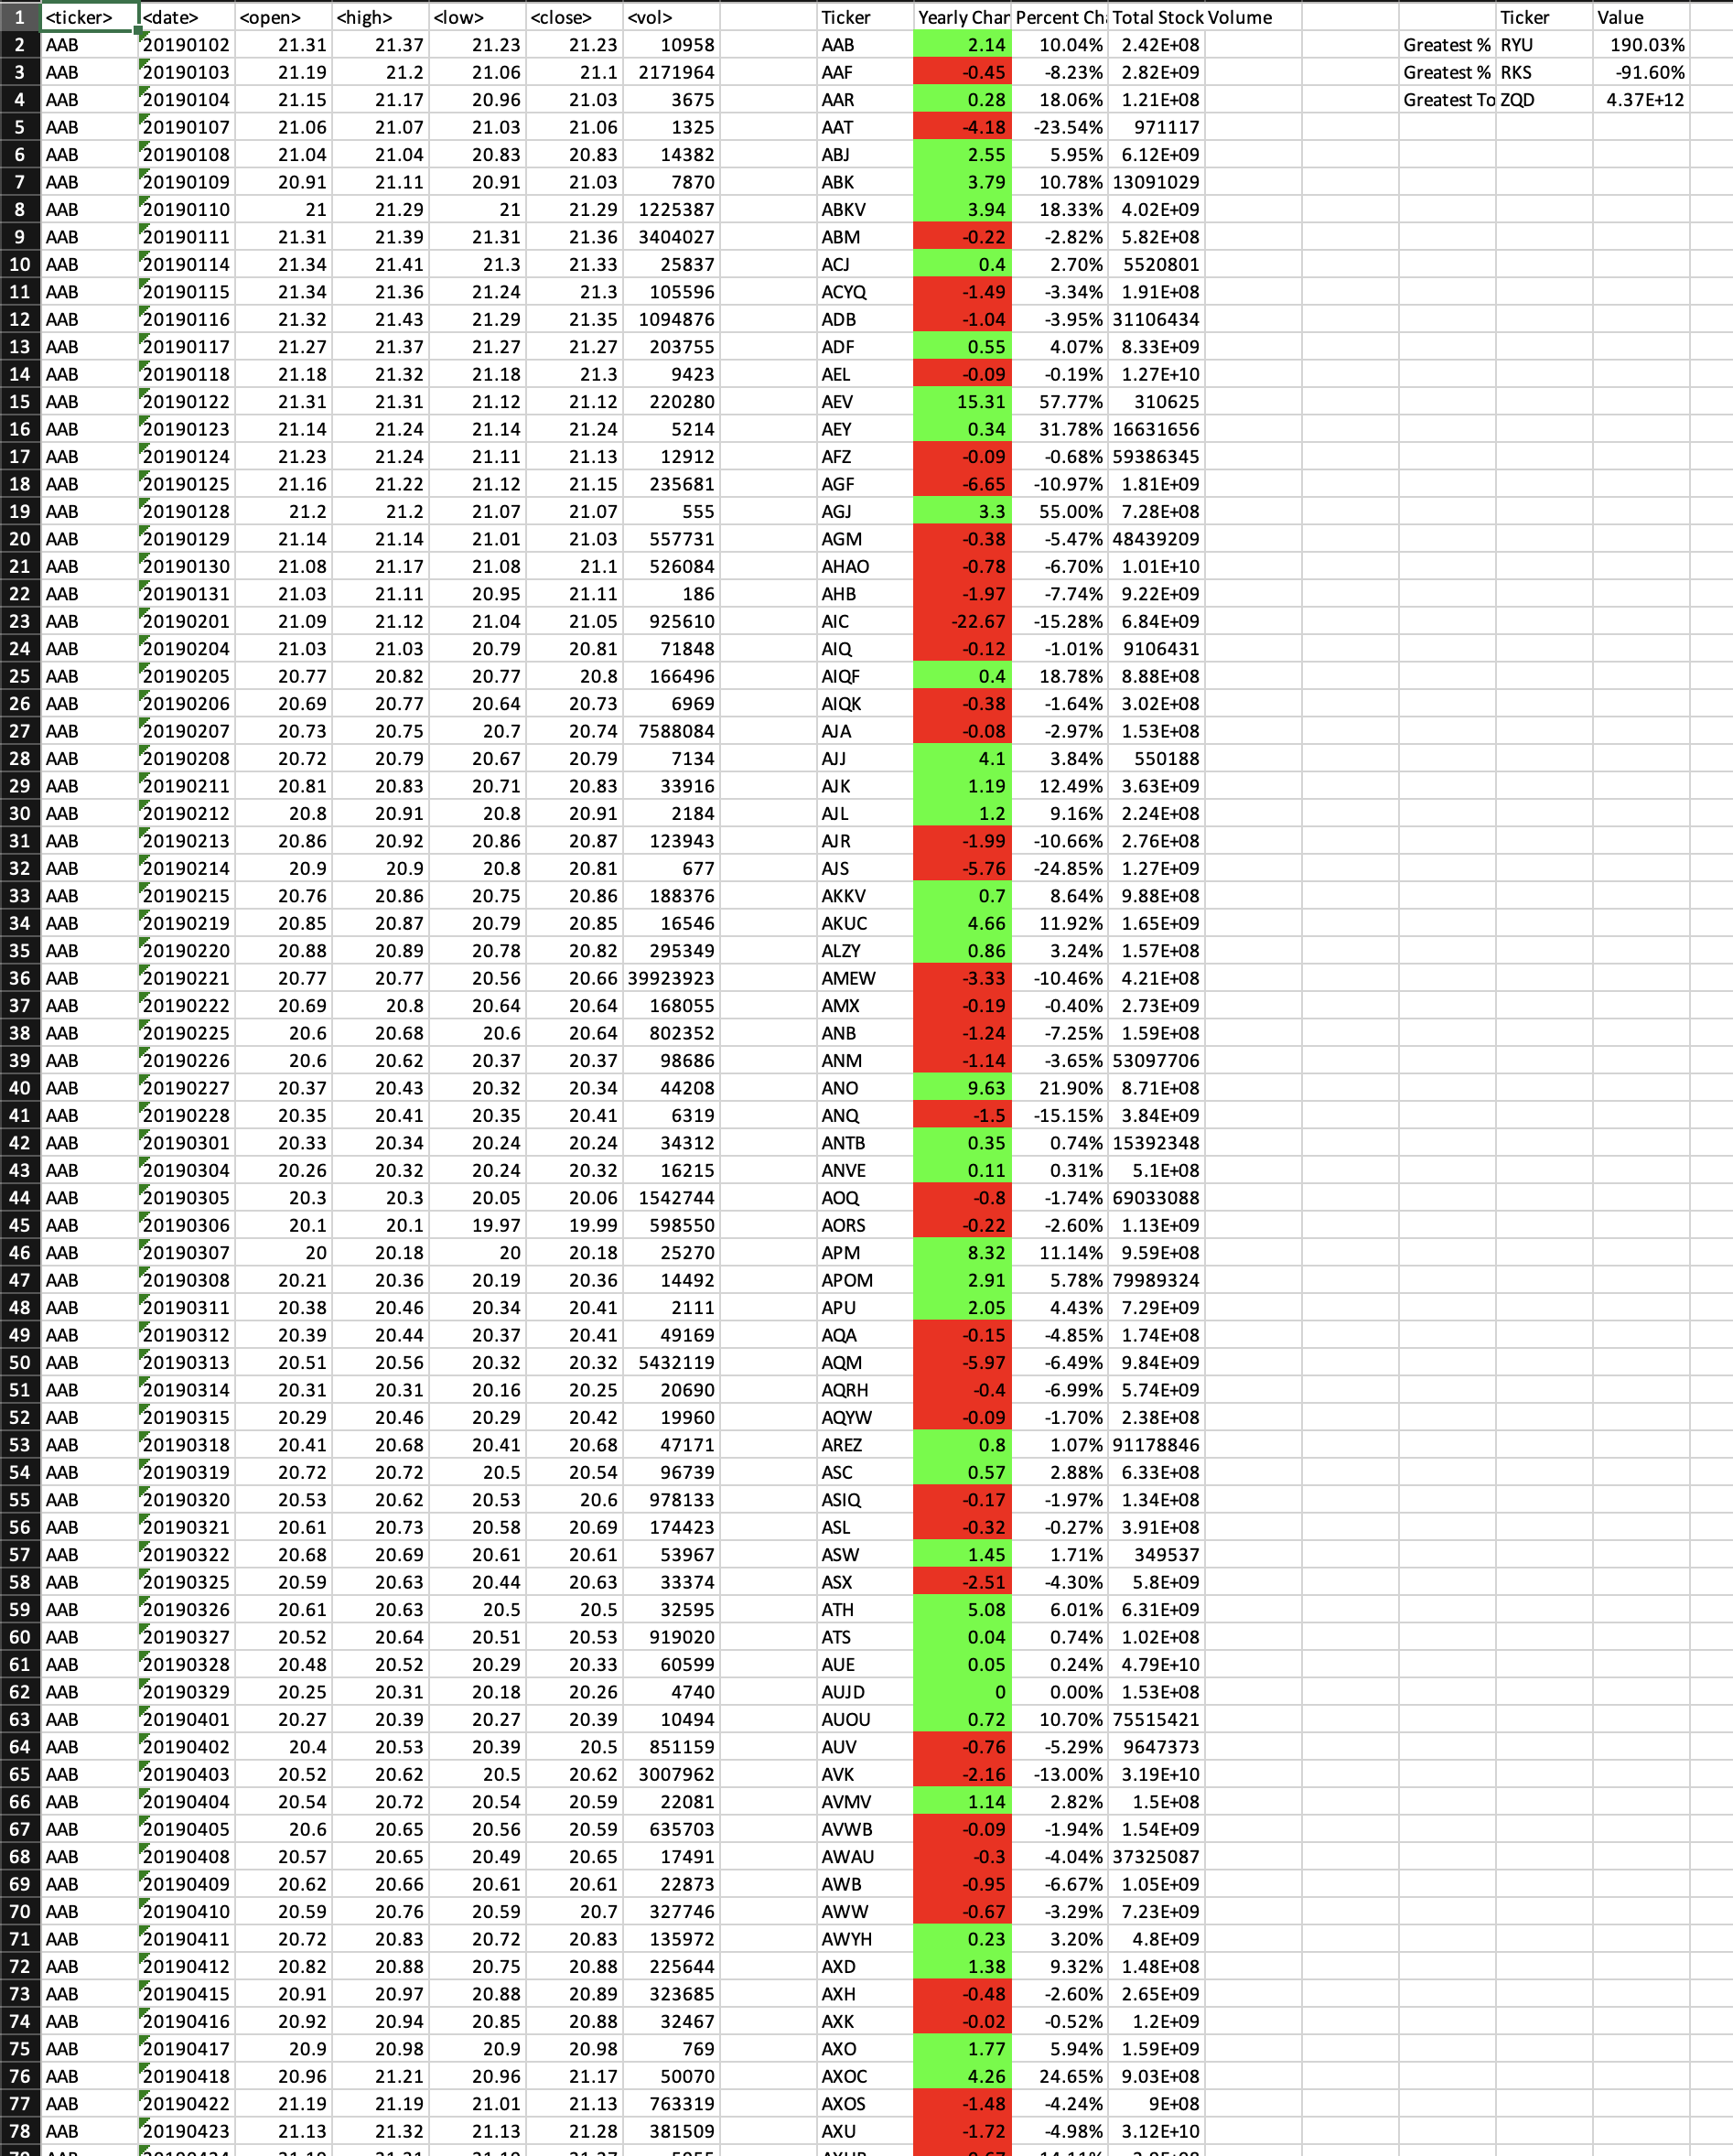 1 <ticker> <date> <open> <high> <low> <close> <vol> Ticker Yearly Char Percent Ch Total Stock Volume Ticker Value
2 AAB 20190102 21.31 21.37 21.23 21.23 10958 AAB 2.14 10.04% 2.42E+08 Greatest % RYU 190.03%
3 AAB 20190103 21.19 21.2 21.06 21.1 2171964 AAF -0.45 -8.23% 2.82E+09 Greatest % RKS -91.60%
4 AAB 20190104 21.15 21.17 20.96 21.03 3675 AAR 0.28 18.06% 1.21E+08 Greatest To ZQD 4.37E+12
5 AAB 20190107 21.06 21.07 21.03 21.06 1325 AAT -4.18 -23.54% 971117
6 AAB 20190108 21.04 21.04 20.83 20.83 14382 ABJ 2.55 5.95% 6.12E+09
7 AAB 20190109 20.91 21.11 20.91 21.03 7870 ABK 3.79 10.78% 13091029
8 AAB 20190110 21 21.29 21 21.29 1225387 ABKV 3.94 18.33% 4.02E+09
9 AAB 20190111 21.31 21.39 21.31 21.36 3404027 ABM -0.22 -2.82% 5.82E+08
10 AAB 20190114 21.34 21.41 21.3 21.33 25837 ACJ 0.4 2.70% 5520801
11 AAB 20190115 21.34 21.36 21.24 21.3 105596 ACYQ -1.49 -3.34% 1.91E+08
12 AAB 20190116 21.32 21.43 21.29 21.35 1094876 ADB -1.04 -3.95% 31106434
13 AAB 20190117 21.27 21.37 21.27 21.27 203755 ADF 0.55 4.07% 8.33E+09
14 AAB 20190118 21.18 21.32 21.18 21.3 9423 AEL -0.09 -0.19% 1.27E+10
15 AAB 20190122 21.31 21.31 21.12 21.12 220280 AEV 15.31 57.77% 310625
16 AAB 20190123 21.14 21.24 21.14 21.24 5214 AEY 0.34 31.78% 16631656
17 AAB 20190124 21.23 21.24 21.11 21.13 12912 AFZ -0.09 -0.68% 59386345
18 AAB 20190125 21.16 21.22 21.12 21.15 235681 AGF -6.65 -10.97% 1.81E+09
19 AAB 20190128 21.2 21.2 21.07 21.07 555 AGJ 3.3 55.00% 7.28E+08
20 AAB 20190129 21.14 21.14 21.01 21.03 557731 AGM -0.38 -5.47% 48439209
21 AAB 20190130 21.08 21.17 21.08 21.1 526084 AHAO -0.78 -6.70% 1.01E+10
22 AAB 20190131 21.03 21.11 20.95 21.11 186 AHB -1.97 -7.74% 9.22E+09
23 AAB 20190201 21.09 21.12 21.04 21.05 925610 AIC -22.67 -15.28% 6.84E+09
24 AAB 20190204 21.03 21.03 20.79 20.81 71848 AIQ -0.12 -1.01% 9106431
25 AAB 20190205 20.77 20.82 20.77 20.8 166496 AIQF 0.4 18.78% 8.88E+08
26 AAB 20190206 20.69 20.77 20.64 20.73 6969 AIQK -0.38 -1.64% 3.02E+08
27 AAB 20190207 20.73 20.75 20.7 20.74 7588084 AJA -0.08 -2.97% 1.53E+08
28 AAB 20190208 20.72 20.79 20.67 20.79 7134 AJJ 4.1 3.84% 550188
29 AAB 20190211 20.81 20.83 20.71 20.83 33916 AJK 1.19 12.49% 3.63E+09
30 AAB 20190212 20.8 20.91 20.8 20.91 2184 AJL 1.2 9.16% 2.24E+08
31 AAB 20190213 20.86 20.92 20.86 20.87 123943 AJR -1.99 -10.66% 2.76E+08
32 AAB 20190214 20.9 20.9 20.8 20.81 677 AJS -5.76 -24.85% 1.27E+09
33 AAB 20190215 20.76 20.86 20.75 20.86 188376 AKKV 0.7 8.64% 9.88E+08
34 AAB 20190219 20.85 20.87 20.79 20.85 16546 AKUC 4.66 11.92% 1.65E+09
35 AAB 20190220 20.88 20.89 20.78 20.82 295349 ALZY 0.86 3.24% 1.57E+08
36 AAB 20190221 20.77 20.77 20.56 20.66 39923923 AMEW -3.33 -10.46% 4.21E+08
37 AAB 20190222 20.69 20.8 20.64 20.64 168055 AMX -0.19 -0.40% 2.73E+09
38 AAB 20190225 20.6 20.68 20.6 20.64 802352 ANB -1.24 -7.25% 1.59E+08
39 AAB 20190226 20.6 20.62 20.37 20.37 98686 ANM -1.14 -3.65% 53097706
40 AAB 20190227 20.37 20.43 20.32 20.34 44208 ANO 9.63 21.90% 8.71E+08
41 AAB 20190228 20.35 20.41 20.35 20.41 6319 ANQ -1.5 -15.15% 3.84E+09
42 AAB 20190301 20.33 20.34 20.24 20.24 34312 ANTB 0.35 0.74% 15392348
43 AAB 20190304 20.26 20.32 20.24 20.32 16215 ANVE 0.11 0.31% 5.1E+08
44 AAB 20190305 20.3 20.3 20.05 20.06 1542744 AOQ -0.8 -1.74% 69033088
45 AAB 20190306 20.1 20.1 19.97 19.99 598550 AORS -0.22 -2.60% 1.13E+09
46 AAB 20190307 20 20.18 20 20.18 25270 APM 8.32 11.14% 9.59E+08
47 AAB 20190308 20.21 20.36 20.19 20.36 14492 APOM 2.91 5.78% 79989324
48 AAB 20190311 20.38 20.46 20.34 20.41 2111 APU 2.05 4.43% 7.29E+09
49 AAB 20190312 20.39 20.44 20.37 20.41 49169 AQA -0.15 -4.85% 1.74E+08
50 AAB 20190313 20.51 20.56 20.32 20.32 5432119 AQM -5.97 -6.49% 9.84E+09
51 AAB 20190314 20.31 20.31 20.16 20.25 20690 AQRH -0.4 -6.99% 5.74E+09
52 AAB 20190315 20.29 20.46 20.29 20.42 19960 AQYW -0.09 -1.70% 2.38E+08
53 AAB 20190318 20.41 20.68 20.41 20.68 47171 AREZ 0.8 1.07% 91178846
54 AAB 20190319 20.72 20.72 20.5 20.54 96739 ASC 0.57 2.88% 6.33E+08
55 AAB 20190320 20.53 20.62 20.53 20.6 978133 ASIQ -0.17 -1.97% 1.34E+08
56 AAB 20190321 20.61 20.73 20.58 20.69 174423 ASL -0.32 -0.27% 3.91E+08
57 AAB 20190322 20.68 20.69 20.61 20.61 53967 ASW 1.45 1.71% 349537
58 AAB 20190325 20.59 20.63 20.44 20.63 33374 ASX -2.51 -4.30% 5.8E+09
59 AAB 20190326 20.61 20.63 20.5 20.5 32595 ATH 5.08 6.01% 6.31E+09
60 AAB 20190327 20.52 20.64 20.51 20.53 919020 ATS 0.04 0.74% 1.02E+08
61 AAB 20190328 20.48 20.52 20.29 20.33 60599 AUE 0.05 0.24% 4.79E+10
62 AAB 20190329 20.25 20.31 20.18 20.26 4740 AUJD 0 0.00% 1.53E+08
63 AAB 20190401 20.27 20.39 20.27 20.39 10494 AUOU 0.72 10.70% 75515421
64 AAB 20190402 20.4 20.53 20.39 20.5 851159 AUV -0.76 -5.29% 9647373
65 AAB 20190403 20.52 20.62 20.5 20.62 3007962 AVK -2.16 -13.00% 3.19E+10
66 AAB 20190404 20.54 20.72 20.54 20.59 22081 AVMV 1.14 2.82% 1.5E+08
67 AAB 20190405 20.6 20.65 20.56 20.59 635703 AVWB -0.09 -1.94% 1.54E+09
68 AAB 20190408 20.57 20.65 20.49 20.65 17491 AWAU -0.3 -4.04% 37325087
69 AAB 20190409 20.62 20.66 20.61 20.61 22873 AWB -0.95 -6.67% 1.05E+09
70 AAB 20190410 20.59 20.76 20.59 20.7 327746 AWW -0.67 -3.29% 7.23E+09
71 AAB 20190411 20.72 20.83 20.72 20.83 135972 AWYH 0.23 3.20% 4.8E+09
72 AAB 20190412 20.82 20.88 20.75 20.88 225644 AXD 1.38 9.32% 1.48E+08
73 AAB 20190415 20.91 20.97 20.88 20.89 323685 AXH -0.48 -2.60% 2.65E+09
74 AAB 20190416 20.92 20.94 20.85 20.88 32467 AXK -0.02 -0.52% 1.2E+09
75 AAB 20190417 20.9 20.98 20.9 20.98 769 AXO 1.77 5.94% 1.59E+09
76 AAB 20190418 20.96 21.21 20.96 21.17 50070 AXOC 4.26 24.65% 9.03E+08
77 AAB 20190422 21.19 21.19 21.01 21.13 763319 AXOS -1.48 -4.24% 9E+08
78 AAB 20190423 21.13 21.32 21.13 21.28 381509 AXU -1.72 -4.98% 3.12E+10